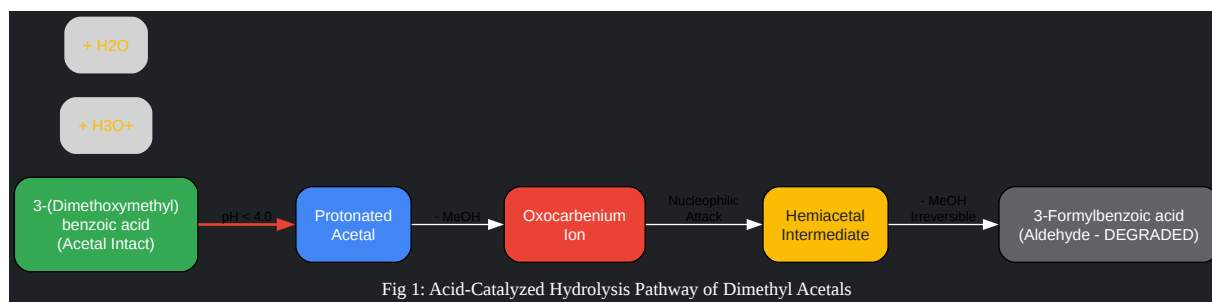 + H2O
+ H3O+
3-(Dimethoxymethyl)
benzoic acid
(Acetal Intact)
pH < 4.0
Protonated
Acetal
- MeOH
Oxocarbenium
Ion
Nucleophilic
Attack
Hemiacetal
Intermediate
- MeOH
Irreversible
3-Formylbenzoic acid
(Aldehyde - DEGRADED)
Fig 1: Acid-Catalyzed Hydrolysis Pathway of Dimethyl Acetals